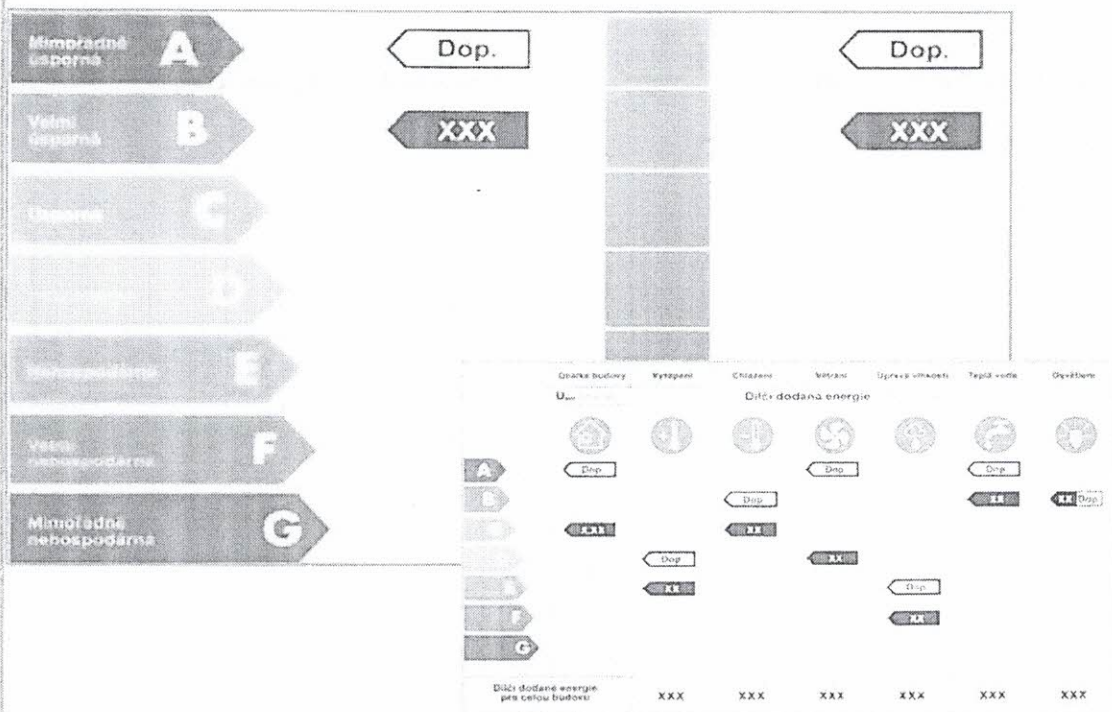 Mimořádně
úsporná
A
Dop.
Dop.
Velmi
úsporná
B
XXX
XXX
Úsporná
C
D
Nehospodárná
E
Velmi
nehospodárná
F
Mimořádně
nehospodárná
G
Obálka budovy
Vytápění
Chlazení
Větrání
Úprava vlhkosti
Teplá voda
Osvětlení
Dílčí dodaná energie
A
Dop
Dop
Dop
B
Dop
XX
XX Dop
XXX
XX
Dop
XX
E
XX
Dop
F
XX
G
Dílčí dodané energie
pro celou budovu
XXX
XXX
XXX
XXX
XXX
XXX